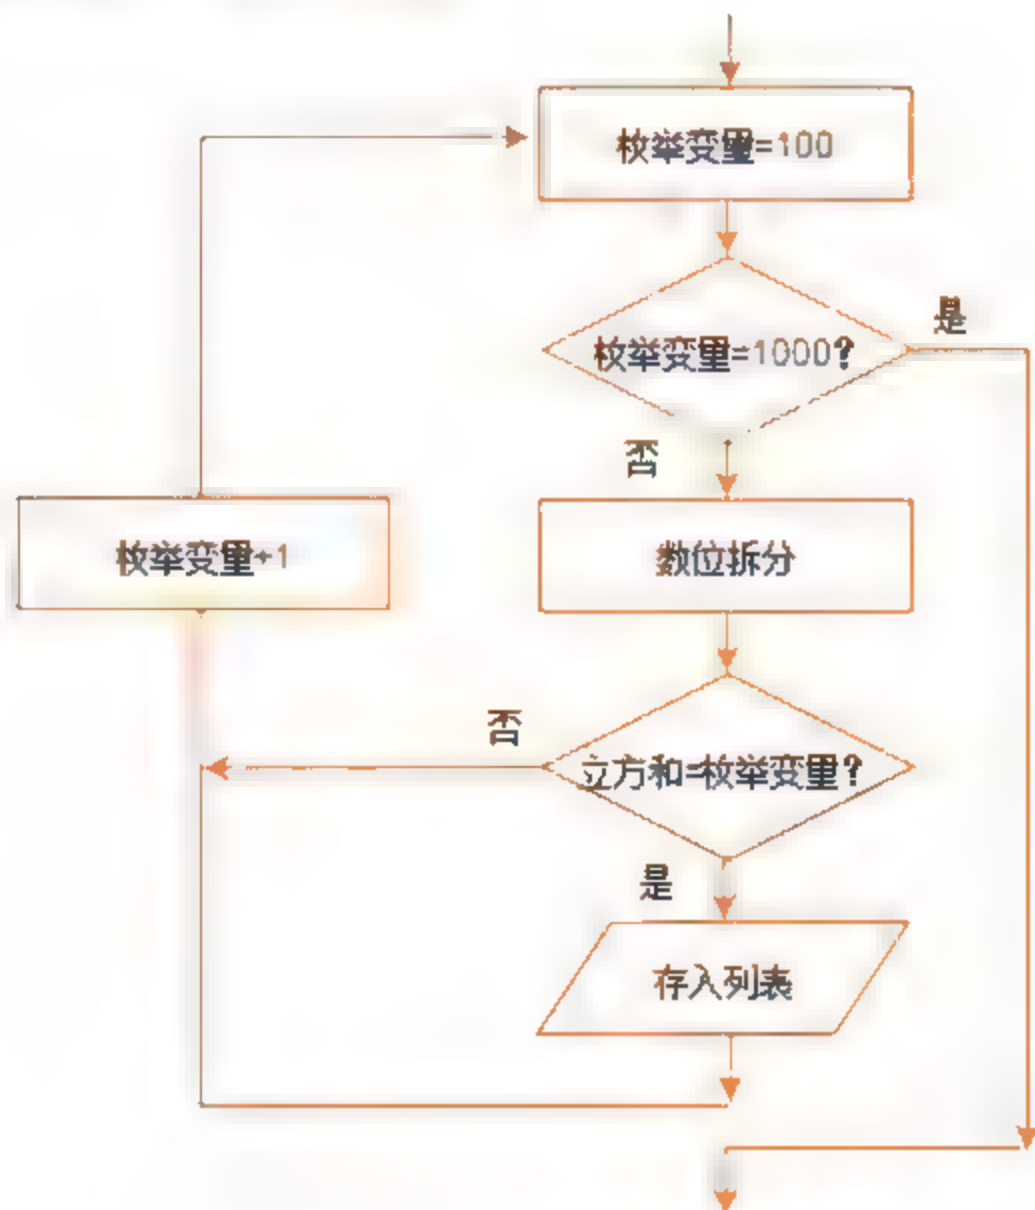 枚举变量=100
是
枚举变量=1000?
否
枚举变量+1
数位拆分
否
立方和=枚举变量?
是
存入列表